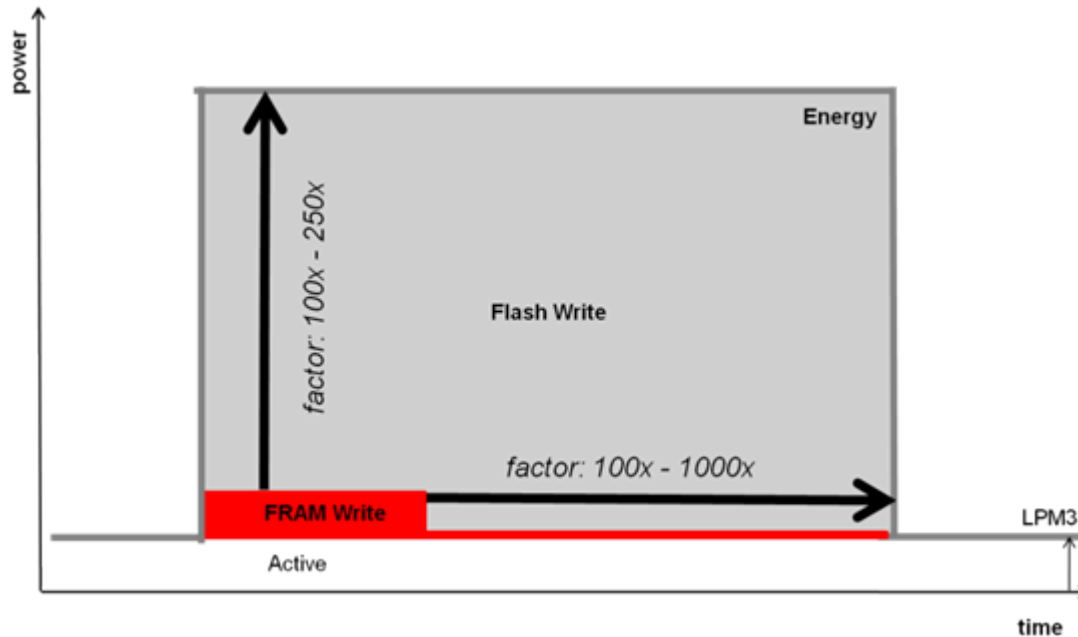 power
Energy
factor: 100x - 250x
Flash Write
factor: 100x - 1000x
FRAM Write
LPM3
Active
time